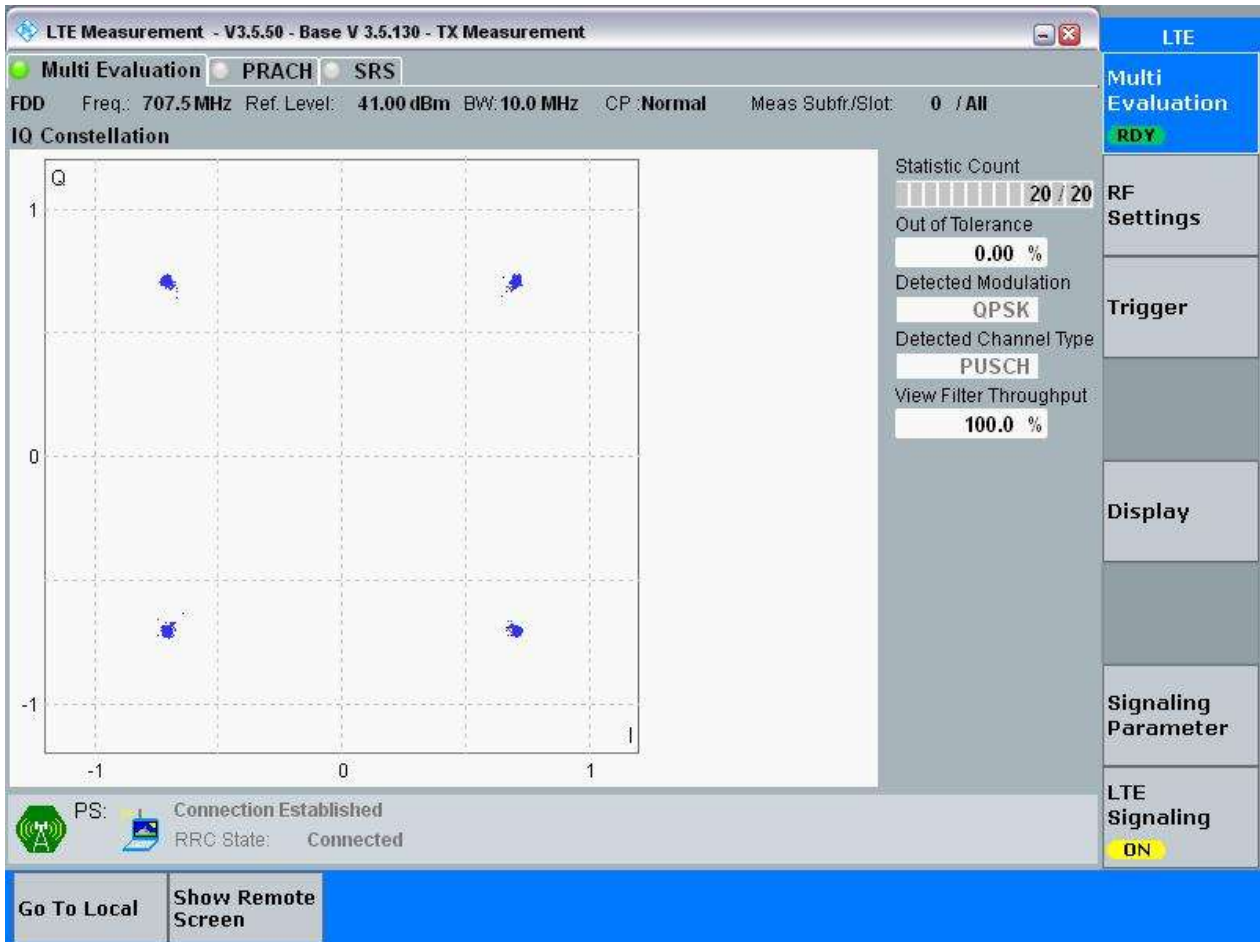 LTE Measurement - V3.5.50 - Base V 3.5.130 - TX Measurement
LTE
Multi Evaluation PRACH SRS
Multi
Evaluation
RDY
FDD Freq.: 707.5 MHz Ref. Level: 41.00 dBm BW: 10.0 MHz CP :Normal Meas Subfr./Slot: 0 / All
IQ Constellation
Q
1
0
-1
I
-1 0 1
Statistic Count
20 / 20
Out of Tolerance
0.00 %
Detected Modulation
QPSK
Detected Channel Type
PUSCH
View Filter Throughput
100.0 %
RF
Settings
Trigger
Display
Signaling
Parameter
LTE
Signaling
ON
PS: Connection Established
RRC State: Connected
Go To Local
Show Remote
Screen